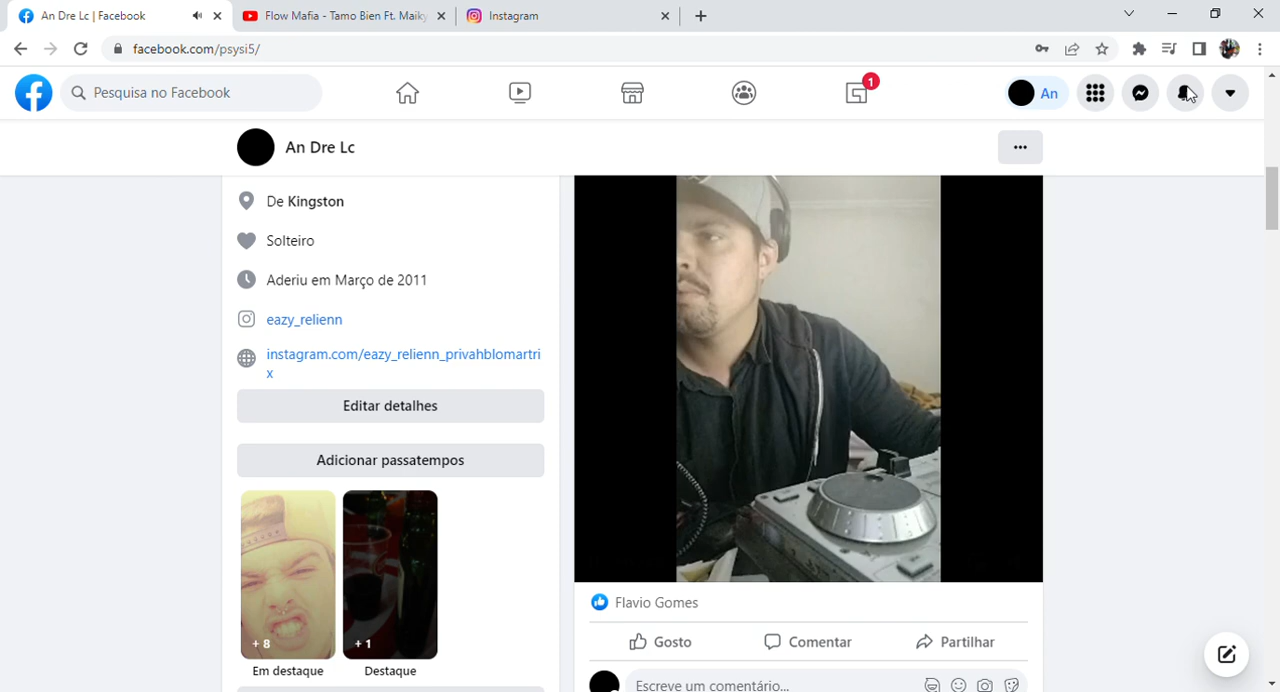 An Dre Lc | Facebook
Flow Mafia - Tamo Bien Ft. Maiky
Instagram
facebook.com/psysi5/
Pesquisa no Facebook
1
An
An Dre Lc
De Kingston
Solteiro
Aderiu em Março de 2011
eazy_relienn
instagram.com/eazy_relienn_privahblomartri
x
Editar detalhes
Adicionar passatempos
+ 8
+ 1
Em destaque
Destaque
Flavio Gomes
Gosto
Comentar
Partilhar
Escreve um comentário...